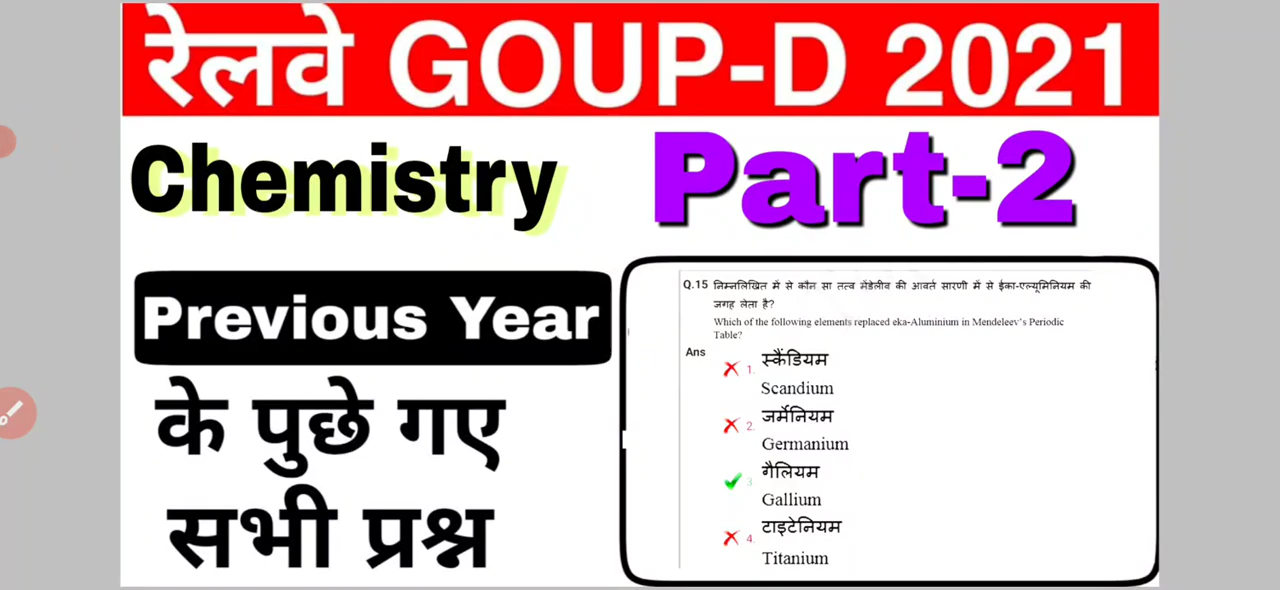 रेलवे GOUP-D 2021
Chemistry Part-2
Previous Year
के पुछे गए
सभी प्रश्न
Q.15 निम्नलिखित में से कौन सा तत्व मेंडेलीव की आवर्त सारणी में से ईका-एल्यूमिनियम की
जगह लेता है?
Which of the following elements replaced eka-Aluminium in Mendeleev's Periodic
Table?
Ans
1. स्कैंडियम
Scandium
2. जर्मेनियम
Germanium
3 गैलियम
Gallium
4. टाइटेनियम
Titanium